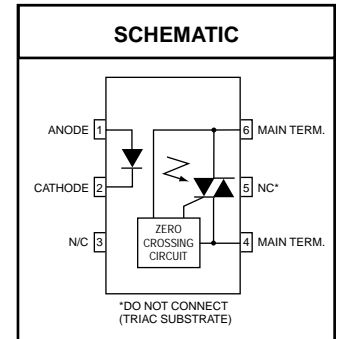 SCHEMATIC
ANODE 1
6 MAIN TERM.
CATHODE 2
5 NC*
N/C 3
ZERO
CROSSING
CIRCUIT
4 MAIN TERM.
*DO NOT CONNECT
(TRIAC SUBSTRATE)